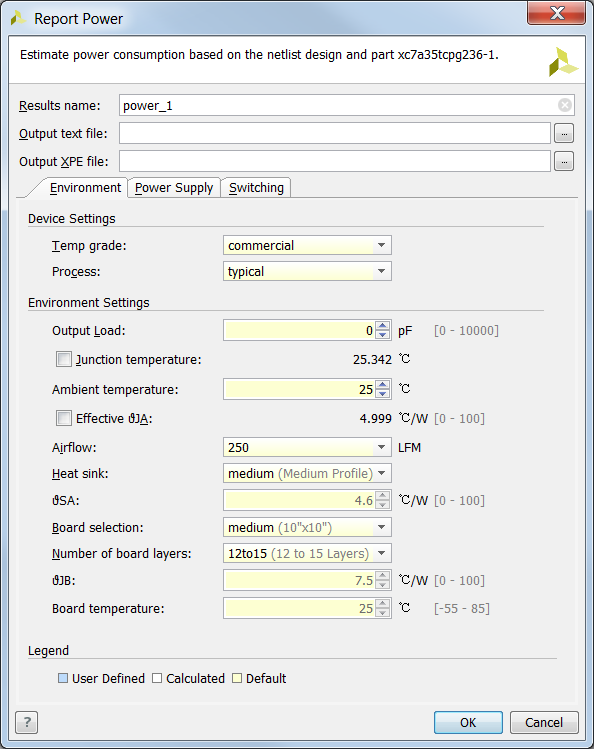 Report Power
Estimate power consumption based on the netlist design and part xc7a35tcpg236-1.
Results name: power_1
Output text file: ...
Output XPE file: ...
Environment Power Supply Switching
Device Settings
Temp grade: commercial
Process: typical
Environment Settings
Output Load: 0 pF [0 - 10000]
Junction temperature: 25.342 °C
Ambient temperature: 25 °C
Effective ϑJA: 4.999 °C/W [0 - 100]
Airflow: 250 LFM
Heat sink: medium (Medium Profile)
ϑSA: 4.6 °C/W [0 - 100]
Board selection: medium (10"x10")
Number of board layers: 12to15 (12 to 15 Layers)
ϑJB: 7.5 °C/W [0 - 100]
Board temperature: 25 °C [-55 - 85]
Legend
User Defined Calculated Default
? OK Cancel